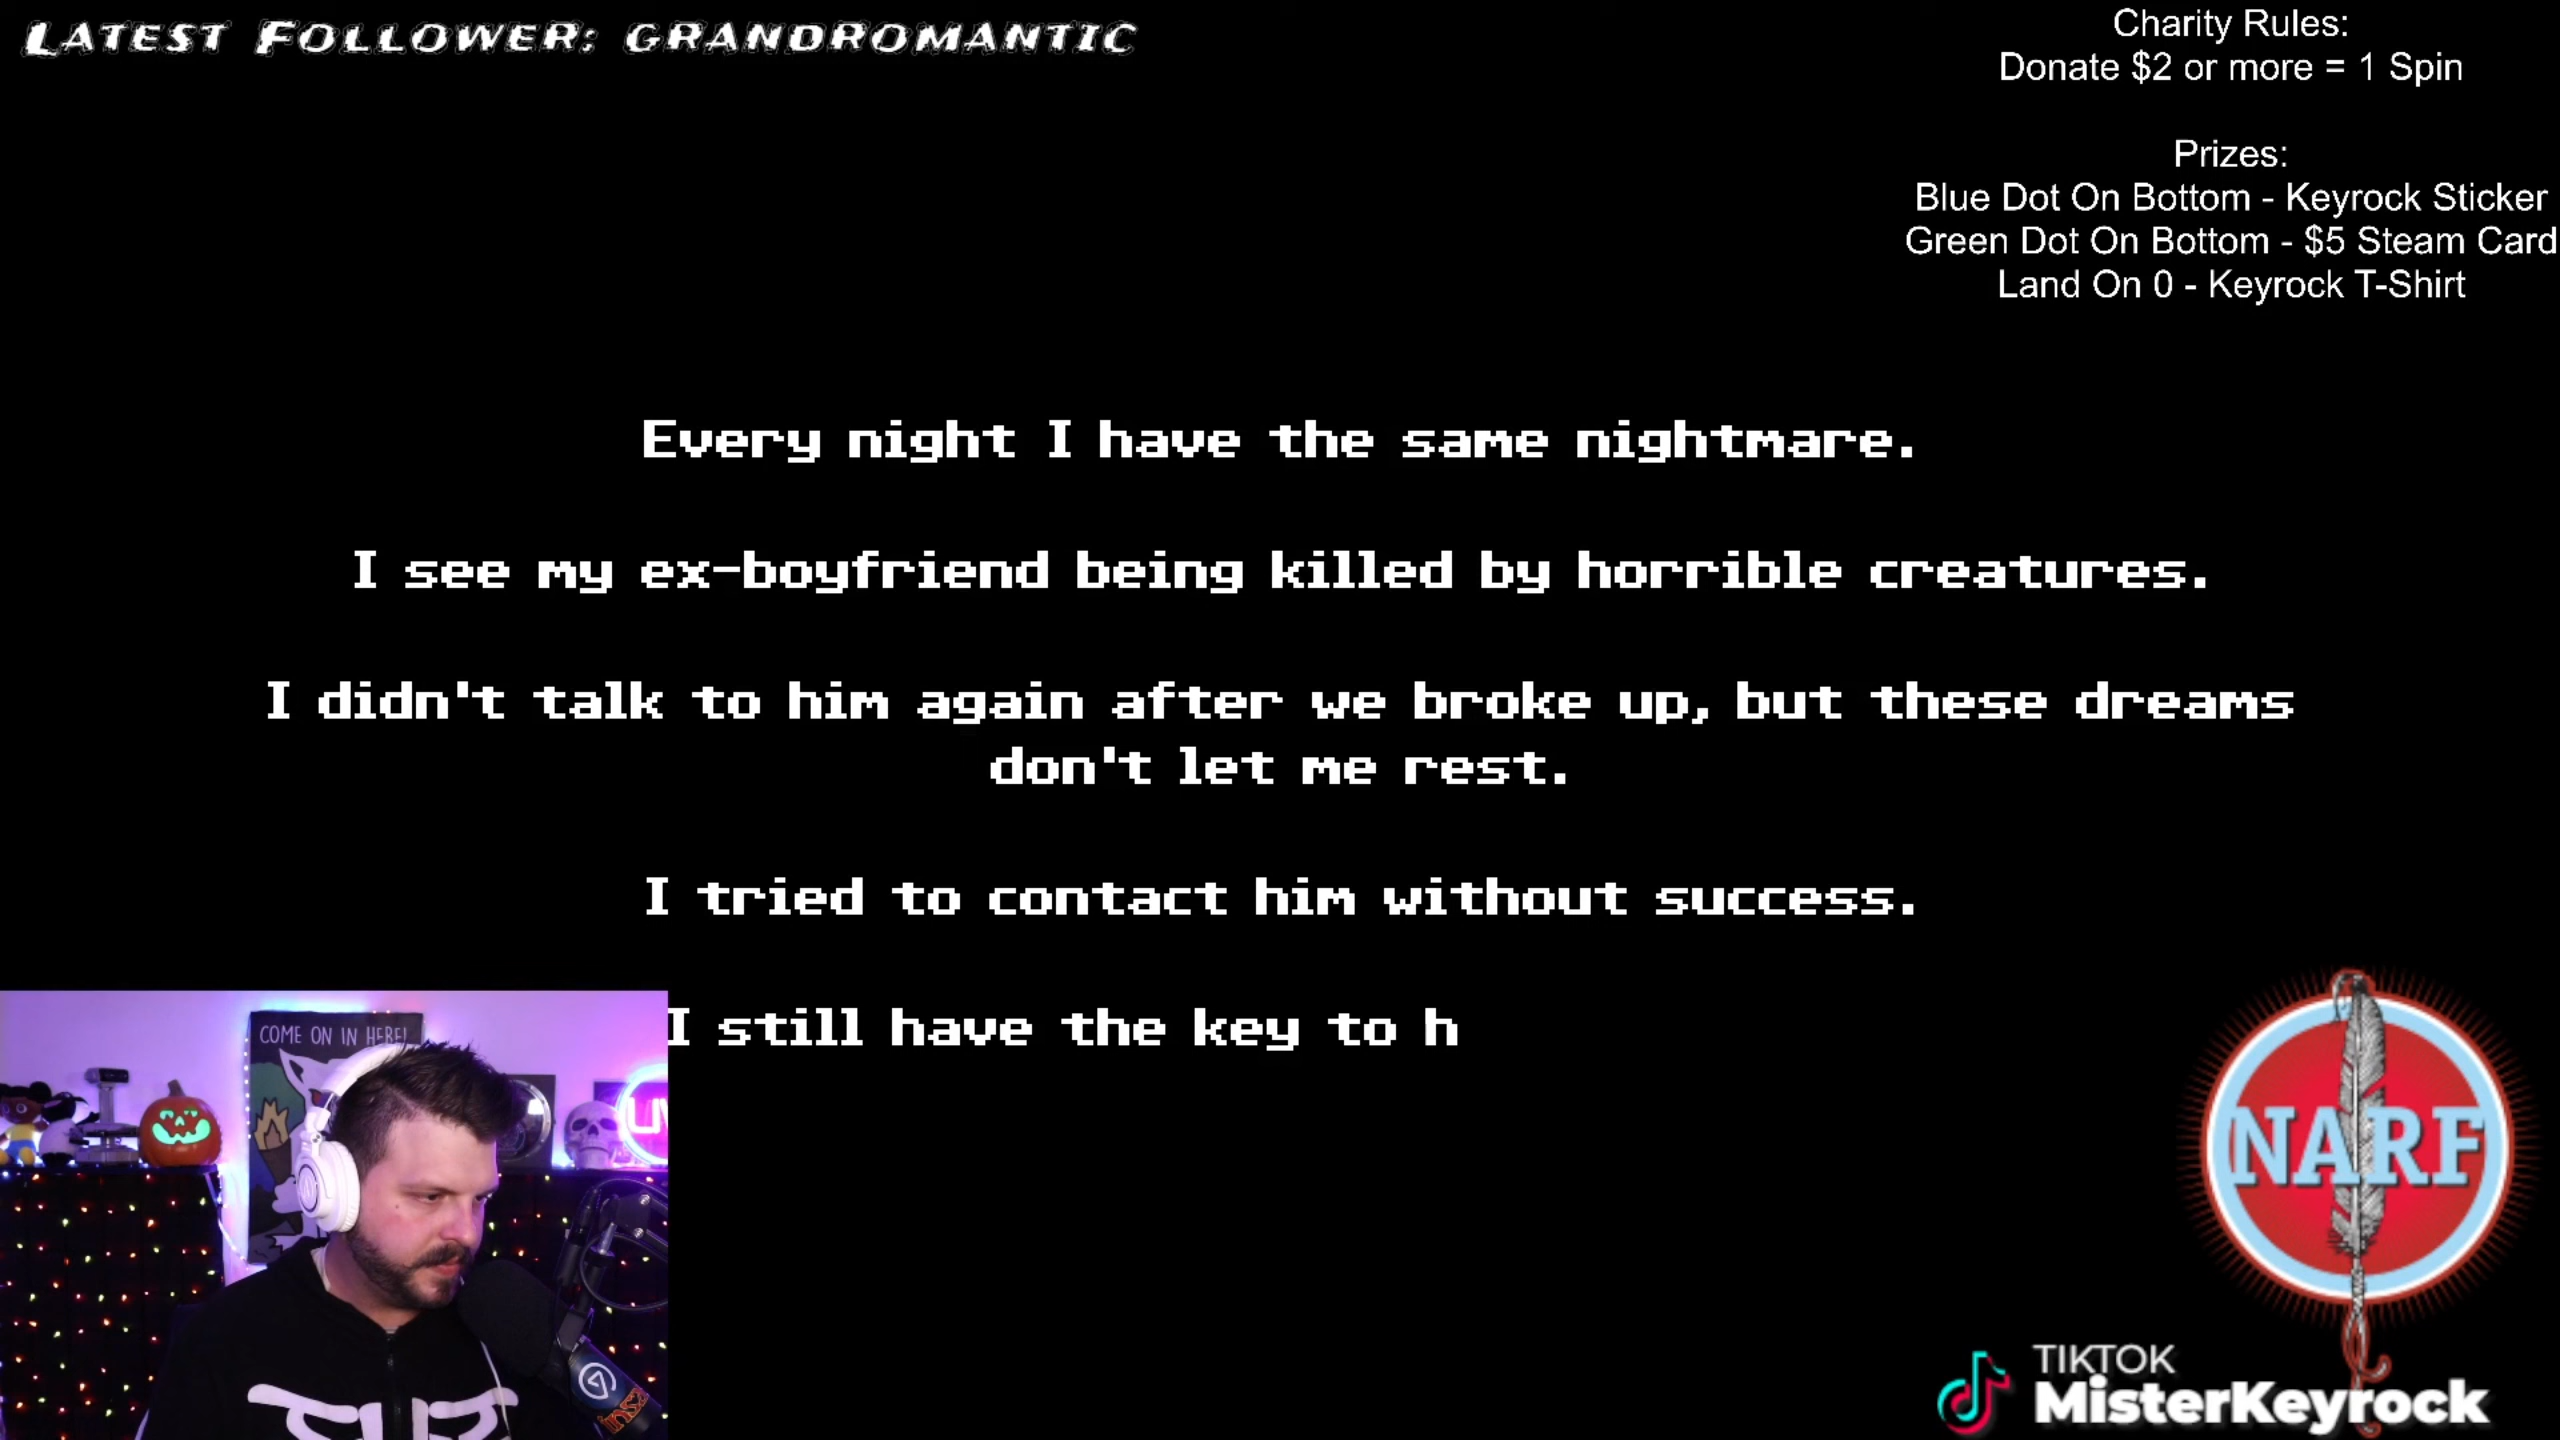 LATEST FOLLOWER: GRANDROMANTIC
Charity Rules:
Donate $2 or more = 1 Spin
Prizes:
Blue Dot On Bottom - Keyrock Sticker
Green Dot On Bottom - $5 Steam Card
Land On 0 - Keyrock T-Shirt
Every night I have the same nightmare.
I see my ex-boyfriend being killed by horrible creatures.
I didn't talk to him again after we broke up, but these dreams
don't let me rest.
I tried to contact him without success.
I still have the key to h
COME ON IN HERE!
NARF
TIKTOK
MisterKeyrock